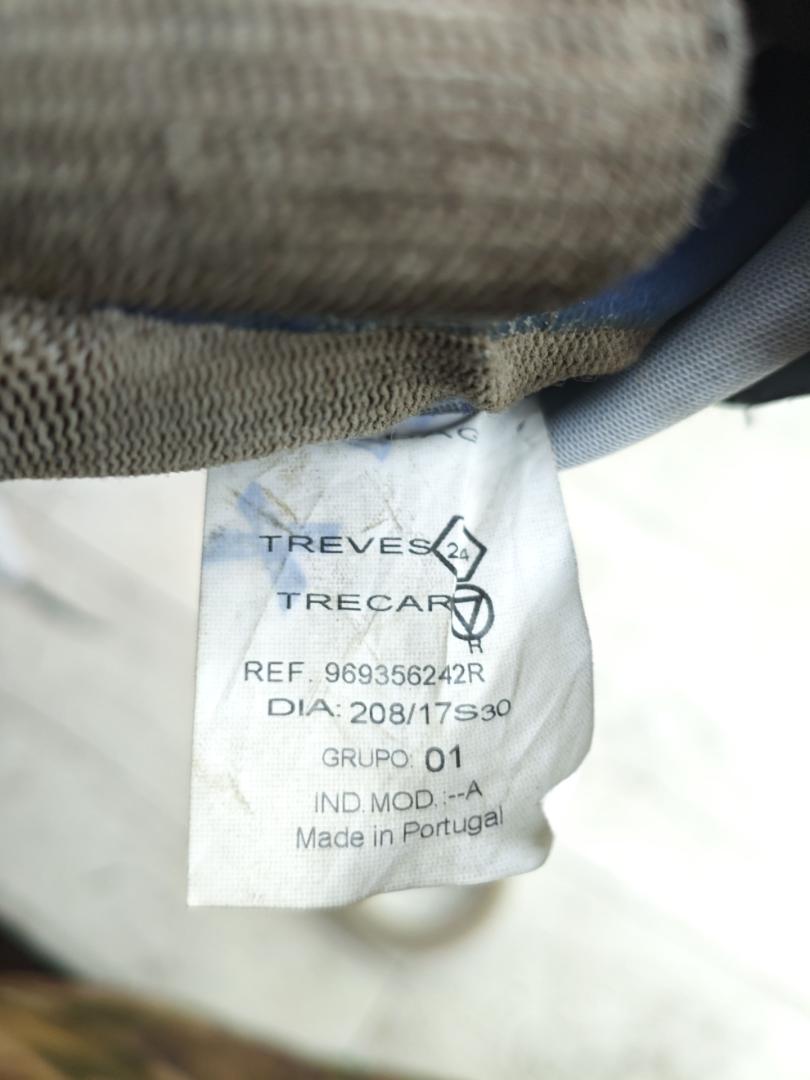 TREVES 24
TRECAR
R
REF. 969356242R
DIA: 208/17S30
GRUPO: 01
IND. MOD.:--A
Made in Portugal